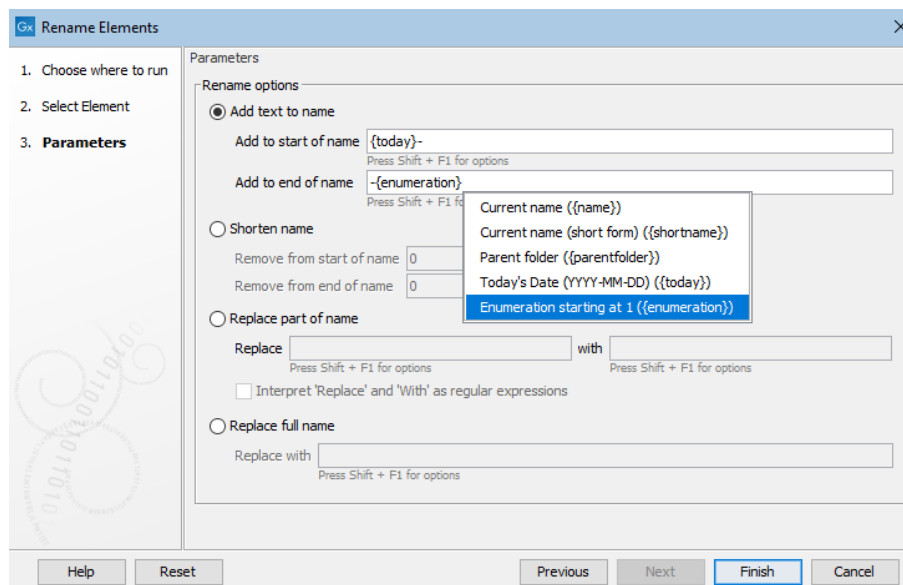 Gx Rename Elements
1. Choose where to run
2. Select Element
3. Parameters
Parameters
Rename options
Add text to name
Add to start of name {today}-
Press Shift + F1 for options
Add to end of name -{enumeration}
Press Shift + F1 fo
Current name ({name})
Current name (short form) ({shortname})
Parent folder ({parentfolder})
Today's Date (YYYY-MM-DD) ({today})
Enumeration starting at 1 ({enumeration})
Shorten name
Remove from start of name 0
Remove from end of name 0
Replace part of name
Replace with
Press Shift + F1 for options Press Shift + F1 for options
Interpret 'Replace' and 'With' as regular expressions
Replace full name
Replace with
Press Shift + F1 for options
Help Reset Previous Next Finish Cancel